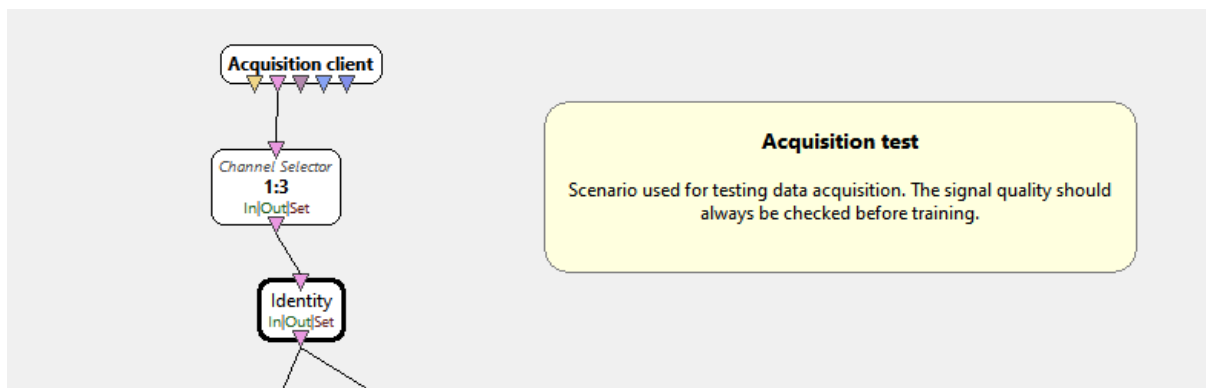 Acquisition client
Channel Selector
1:3
In|Out|Set
Identity
In|Out|Set
Acquisition test
Scenario used for testing data acquisition. The signal quality should
always be checked before training.